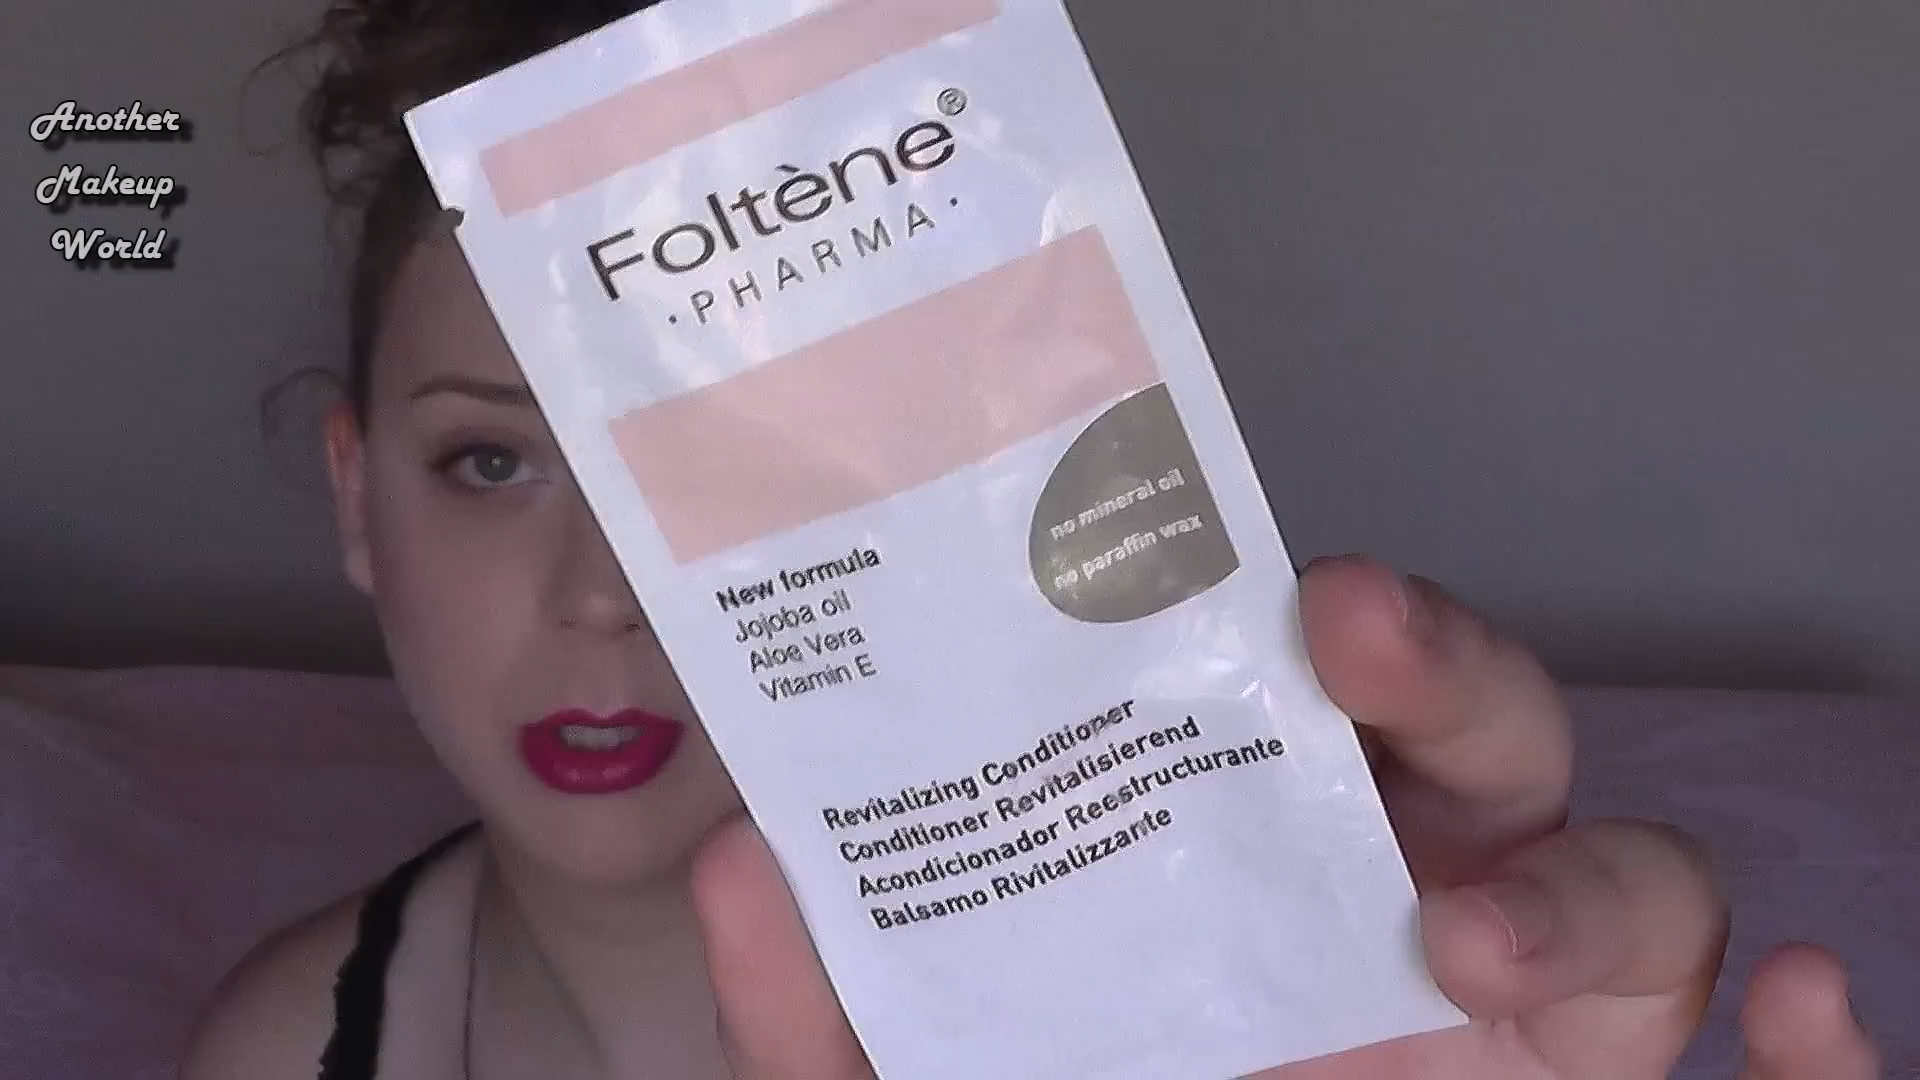 Another
Makeup
World
Foltène®
· PHARMA ·
no mineral oil
no paraffin wax
New formula
Jojoba oil
Aloe Vera
Vitamin E
Revitalizing Conditioner
Conditioner Revitalisierend
Acondicionador Reestructurante
Balsamo Rivitalizzante